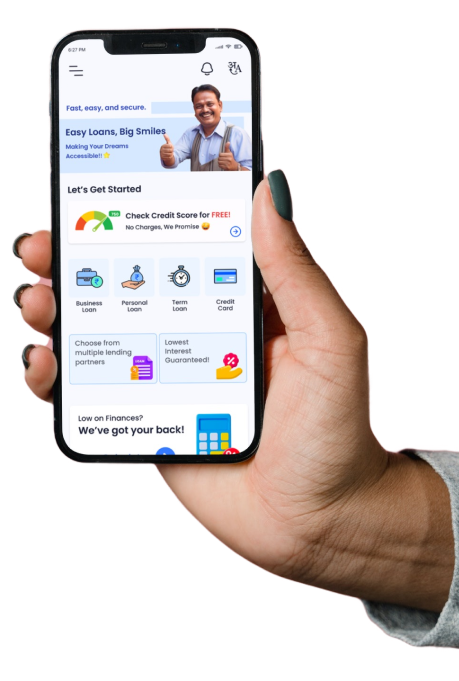 9:27 PM
अ/A
Fast, easy, and secure.
Easy Loans, Big Smiles
Making Your Dreams
Accessible!!
Let's Get Started
750
Check Credit Score for FREE!
No Charges, We Promise
Business
Loan
Personal
Loan
Term
Loan
Credit
Card
Choose from
multiple lending
partners
LOAN
Lowest
Interest
Guaranteed!
Low on Finances?
We've got your back!